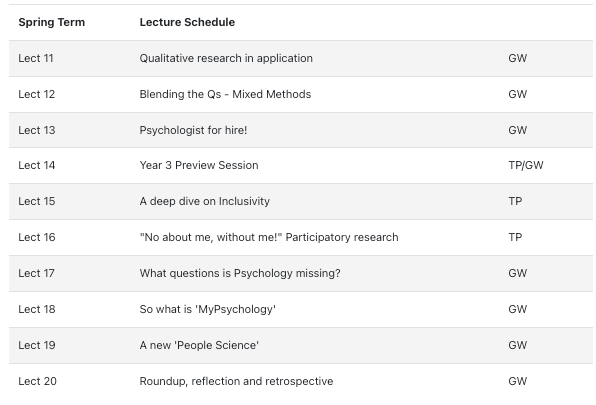 Spring Term Lecture Schedule
Lect 11 Qualitative research in application GW
Lect 12 Blending the Qs - Mixed Methods GW
Lect 13 Psychologist for hire! GW
Lect 14 Year 3 Preview Session TP/GW
Lect 15 A deep dive on Inclusivity TP
Lect 16 "No about me, without me!" Participatory research TP
Lect 17 What questions is Psychology missing? GW
Lect 18 So what is 'MyPsychology' GW
Lect 19 A new 'People Science' GW
Lect 20 Roundup, reflection and retrospective GW